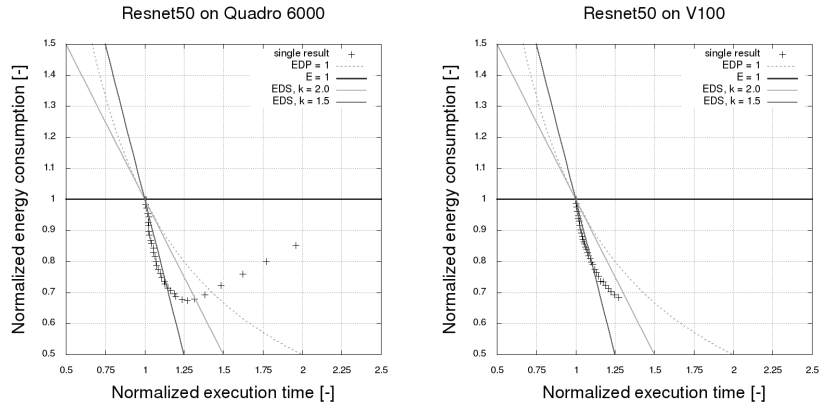 Resnet50 on Quadro 6000
Normalized energy consumption [-]
1.5
1.4
1.3
1.2
1.1
1
0.9
0.8
0.7
0.6
0.5
single result
EDP = 1
E = 1
EDS, k = 2.0
EDS, k = 1.5
0.5 0.75 1 1.25 1.5 1.75 2 2.25 2.5
Normalized execution time [-]
Resnet50 on V100
Normalized energy consumption [-]
1.5
1.4
1.3
1.2
1.1
1
0.9
0.8
0.7
0.6
0.5
single result
EDP = 1
E = 1
EDS, k = 2.0
EDS, k = 1.5
0.5 0.75 1 1.25 1.5 1.75 2 2.25 2.5
Normalized execution time [-]